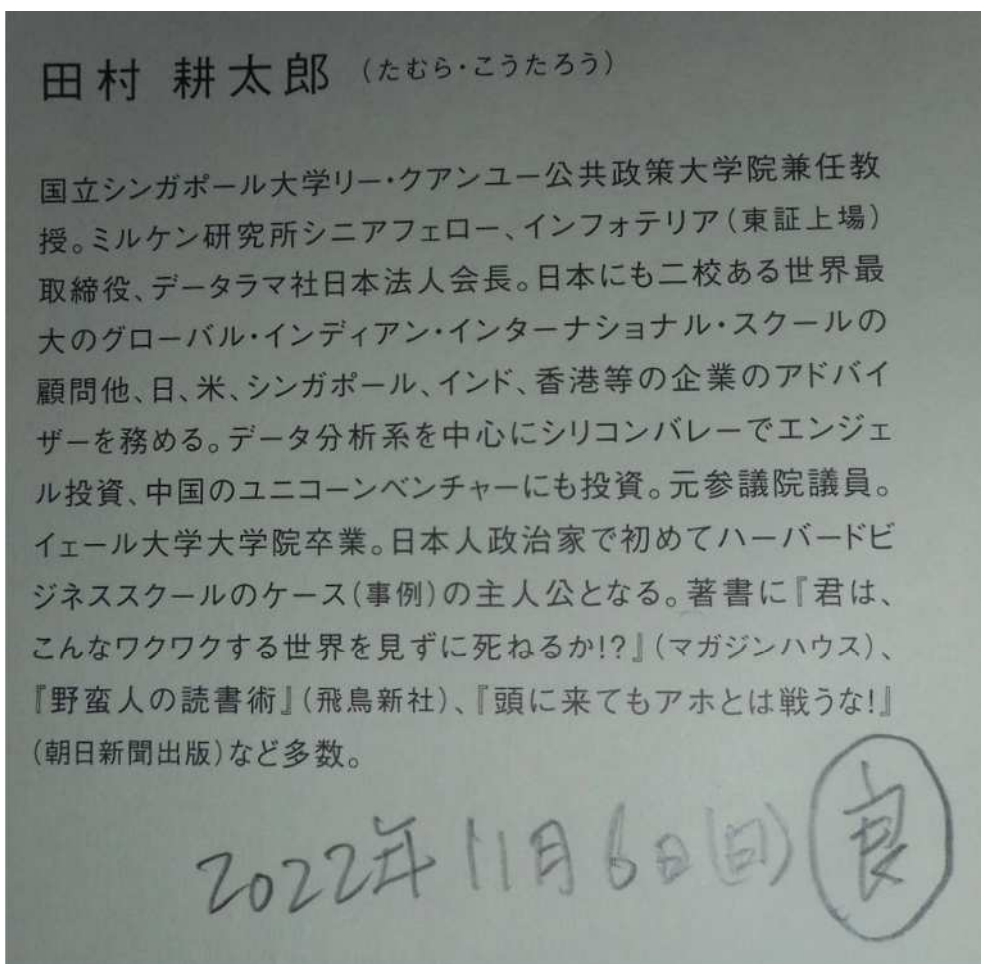 田村 耕太郎 (たむら・こうたろう)
国立シンガポール大学リー・クアンユー公共政策大学院兼任教
授。ミルケン研究所シニアフェロー、インフォテリア(東証上場)
取締役、データラマ社日本法人会長。日本にも二校ある世界最
大のグローバル・インディアン・インターナショナル・スクールの
顧問他、日、米、シンガポール、インド、香港等の企業のアドバイ
ザーを務める。データ分析系を中心にシリコンバレーでエンジェ
ル投資、中国のユニコーンベンチャーにも投資。元参議院議員。
イェール大学大学院卒業。日本人政治家で初めてハーバードビ
ジネススクールのケース(事例)の主人公となる。著書に『君は、
こんなワクワクする世界を見ずに死ねるか!?』(マガジンハウス)、
『野蛮人の読書術』(飛鳥新社)、『頭に来てもアホとは戦うな!』
(朝日新聞出版)など多数。
2022年11月6日(日) 良